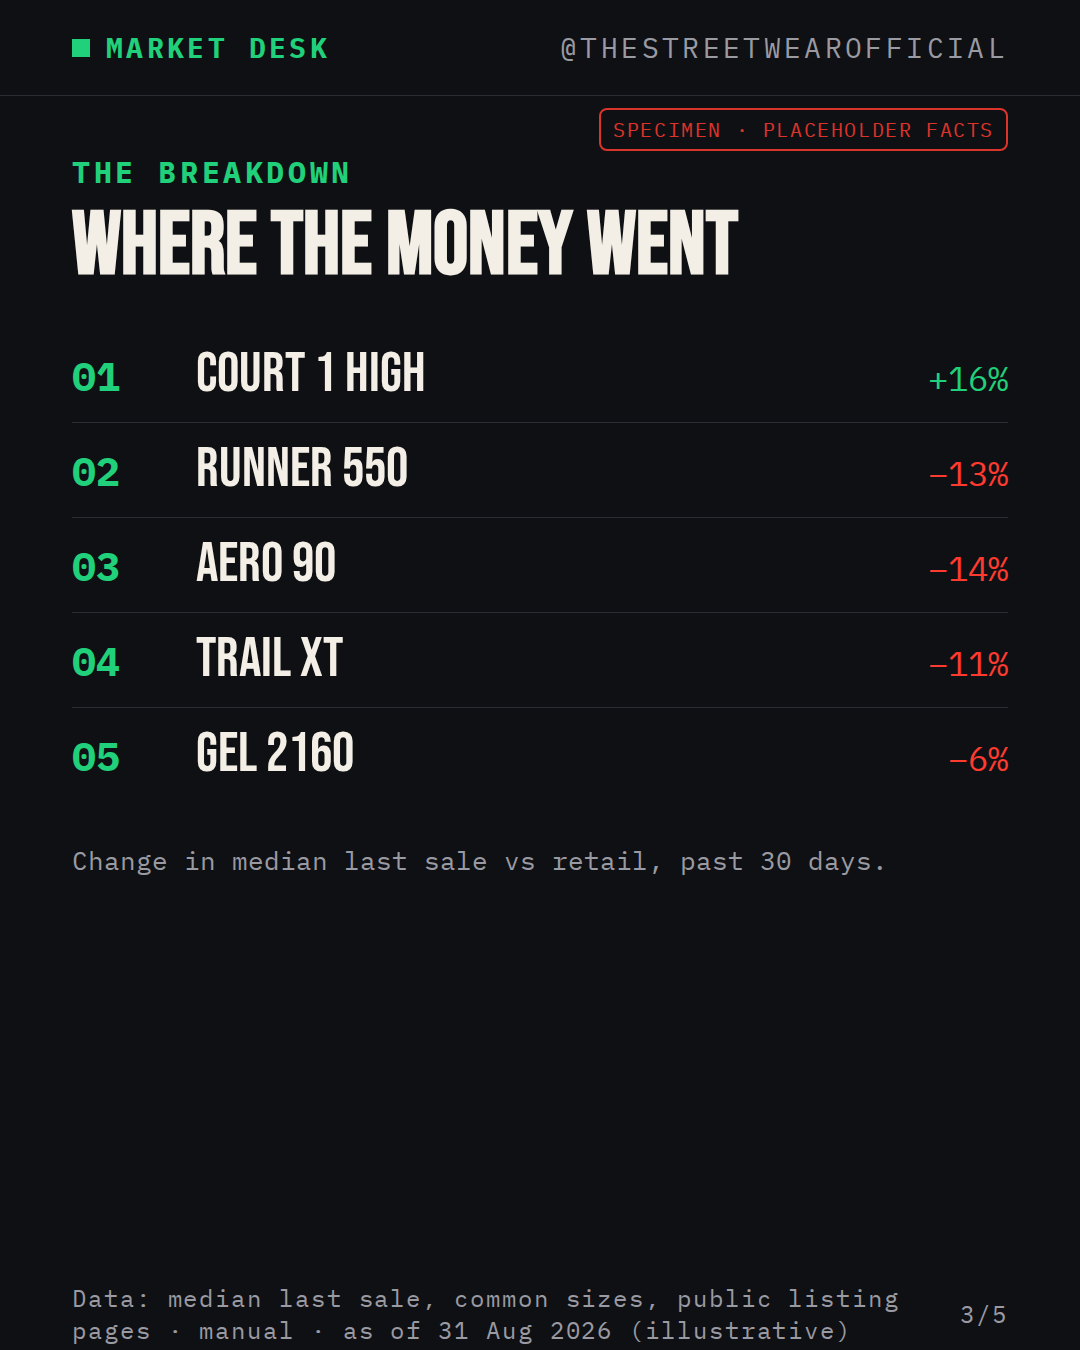 MARKET DESK
@THESTREETWEAROFFICIAL
SPECIMEN · PLACEHOLDER FACTS
THE BREAKDOWN
WHERE THE MONEY WENT
01 COURT 1 HIGH +16%
02 RUNNER 550 −13%
03 AERO 90 −14%
04 TRAIL XT −11%
05 GEL 2160 −6%
Change in median last sale vs retail, past 30 days.
Data: median last sale, common sizes, public listing
pages · manual · as of 31 Aug 2026 (illustrative)
3/5